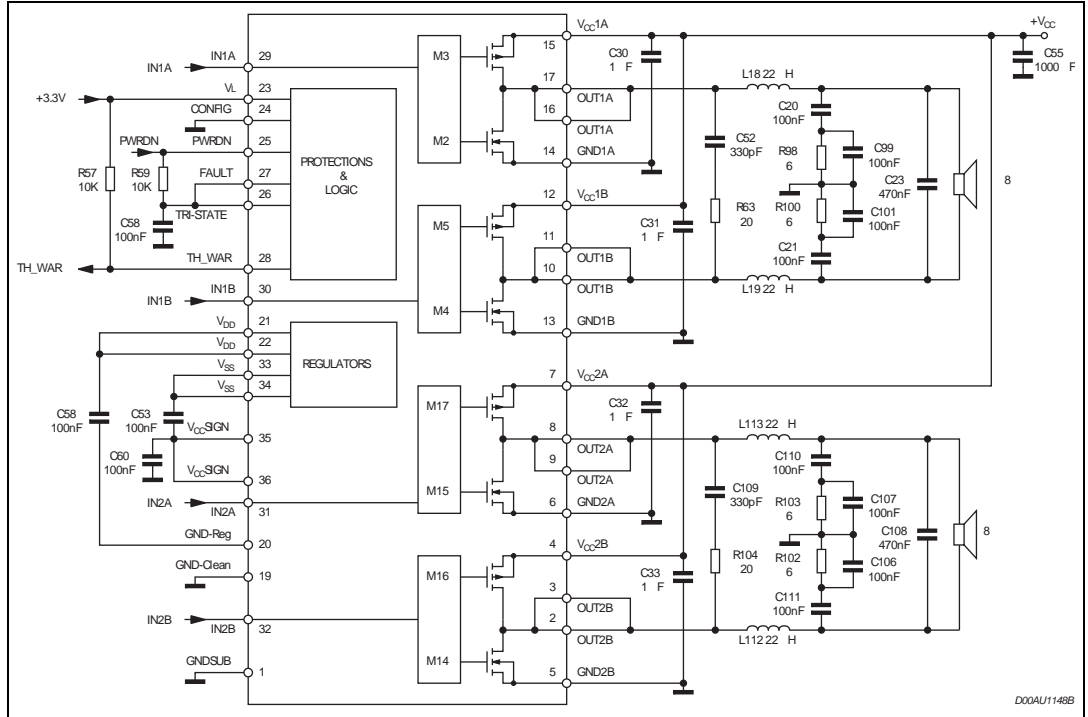 VCC1A
+VCC
15
C30
1 F
C55
1000 F
M3
IN1A
IN1A
29
17
OUT1A
16
OUT1A
L18 22 H
+3.3V
VL
23
CONFIG
24
C20
100nF
PWRDN
PWRDN
25
M2
14
GND1A
C52
330pF
R98
6
C99
100nF
R57
10K
R59
10K
FAULT
27
26
TRI-STATE
PROTECTIONS
&
LOGIC
C58
100nF
12
VCC1B
C23
470nF
8
M5
C31
1 F
R63
20
R100
6
C101
100nF
11
OUT1B
10
OUT1B
C21
100nF
TH_WAR
TH_WAR
28
L19 22 H
IN1B
IN1B
30
M4
13
GND1B
VDD
21
VDD
22
VSS
33
VSS
34
REGULATORS
7
VCC2A
C58
100nF
C53
100nF
M17
C32
1 F
L113 22 H
VCCSIGN
35
8
OUT2A
9
OUT2A
C60
100nF
VCCSIGN
36
C110
100nF
IN2A
IN2A
31
M15
6
GND2A
C109
330pF
R103
6
C107
100nF
GND-Reg
20
4
VCC2B
C108
470nF
8
GND-Clean
19
M16
C33
1 F
R104
20
R102
6
C106
100nF
3
OUT2B
2
OUT2B
C111
100nF
IN2B
IN2B
32
L112 22 H
GNDSUB
1
M14
5
GND2B
D00AU1148B